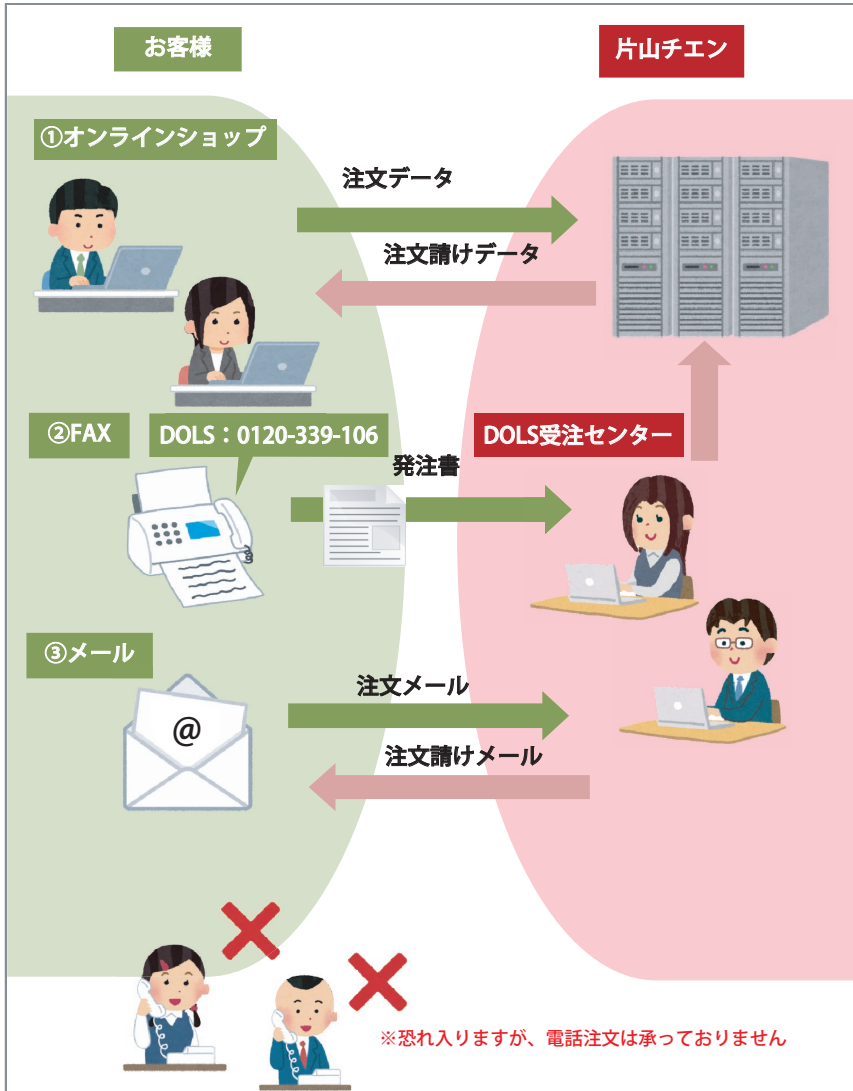 お客様
片山チエン
①オンラインショップ
注文データ
注文請けデータ
②FAX
DOLS：0120-339-106
DOLS受注センター
発注書
③メール
注文メール
@
注文請けメール
※恐れ入りますが、電話注文は承っておりません